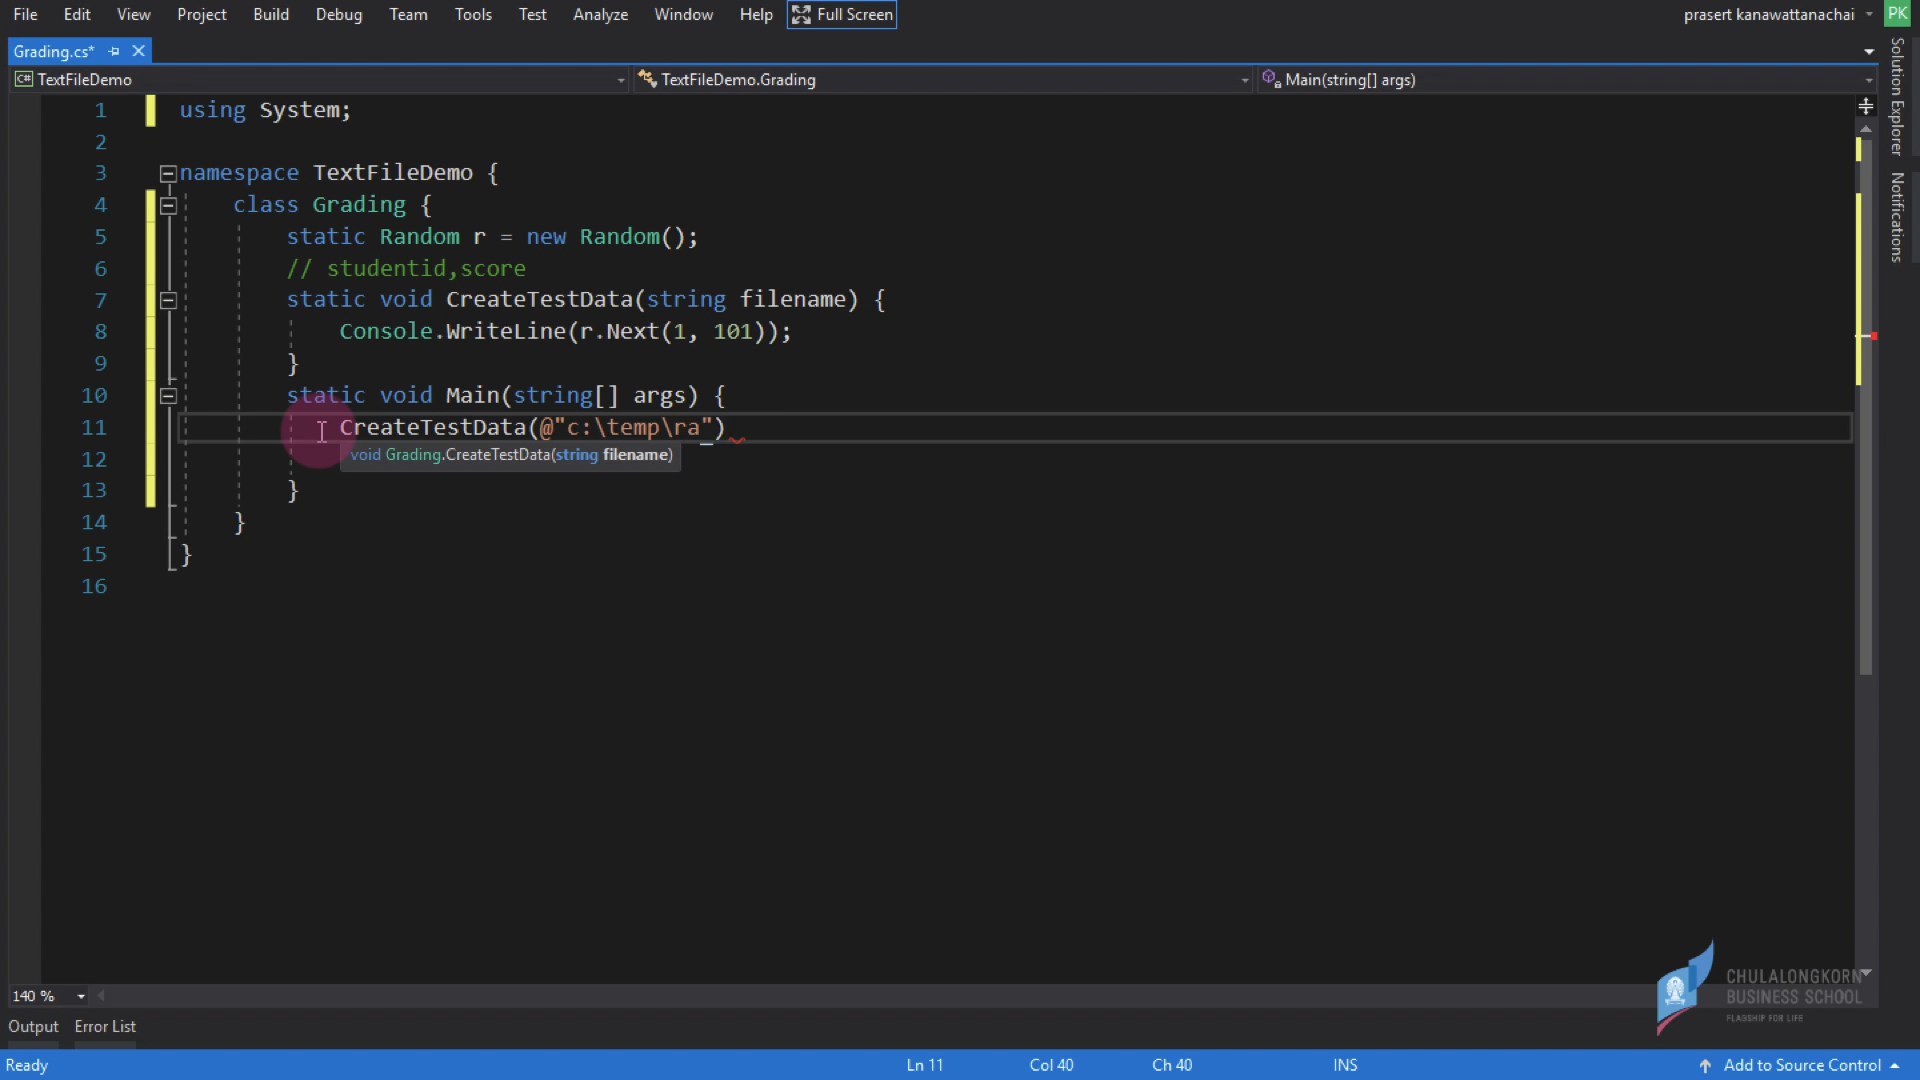 File Edit View Project Build Debug Team Tools Test Analyze Window Help Full Screen prasert kanawattanachai PK
Grading.cs*
C# TextFileDemo TextFileDemo.Grading Main(string[] args)
1 using System;
2
3 namespace TextFileDemo {
4 class Grading {
5 static Random r = new Random();
6 // studentid,score
7 static void CreateTestData(string filename) {
8 Console.WriteLine(r.Next(1, 101));
9 }
10 static void Main(string[] args) {
11 CreateTestData(@"c:\temp\ra")
void Grading.CreateTestData(string filename)
12
13 }
14 }
15 }
16
Solution Explorer
Notifications
CHULALONGKORN
BUSINESS SCHOOL
FLAGSHIP FOR LIFE
140 %
Output Error List
Ready Ln 11 Col 40 Ch 40 INS Add to Source Control